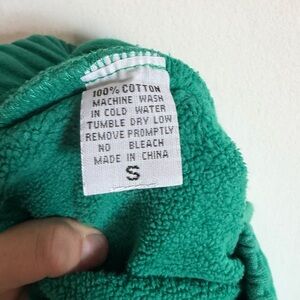 100% COTTON
MACHINE WASH
IN COLD WATER
TUMBLE DRY LOW
REMOVE PROMPTLY
NO BLEACH
MADE IN CHINA
S